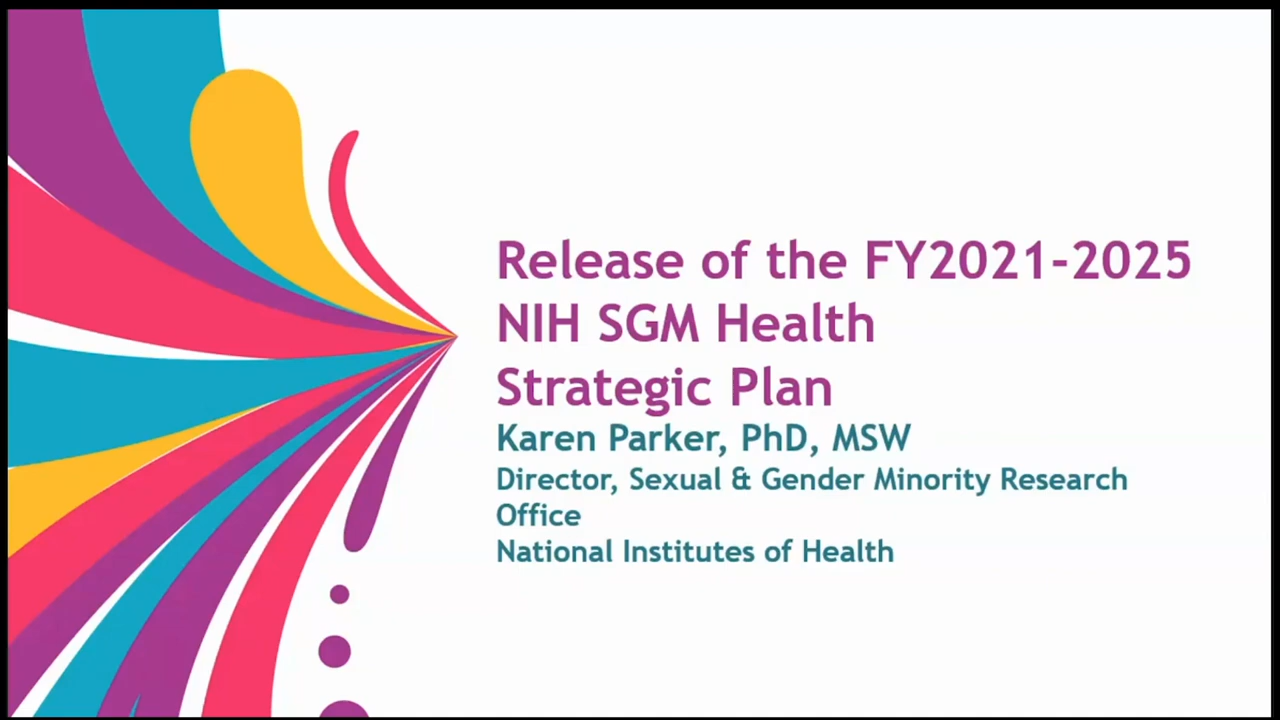 Release of the FY2021-2025
NIH SGM Health
Strategic Plan
Karen Parker, PhD, MSW
Director, Sexual & Gender Minority Research
Office
National Institutes of Health